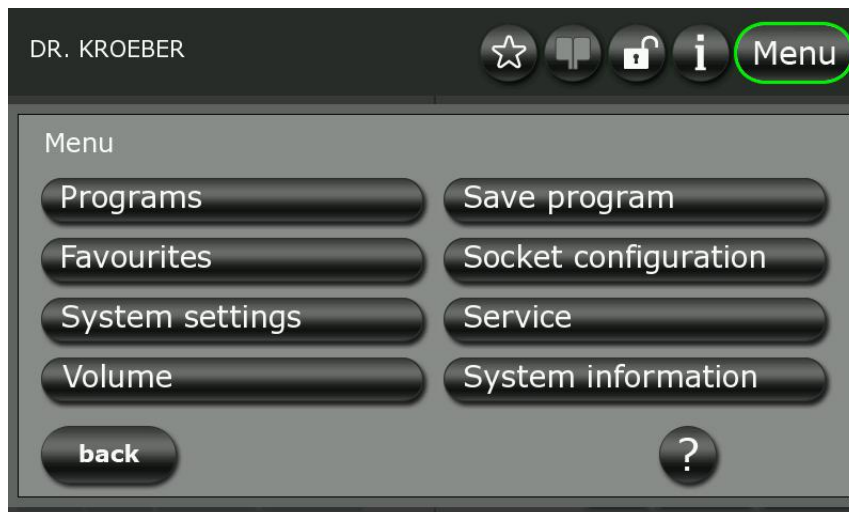 DR. KROEBER
i
Menu
Menu
Programs
Save program
Favourites
Socket configuration
System settings
Service
Volume
System information
back
?